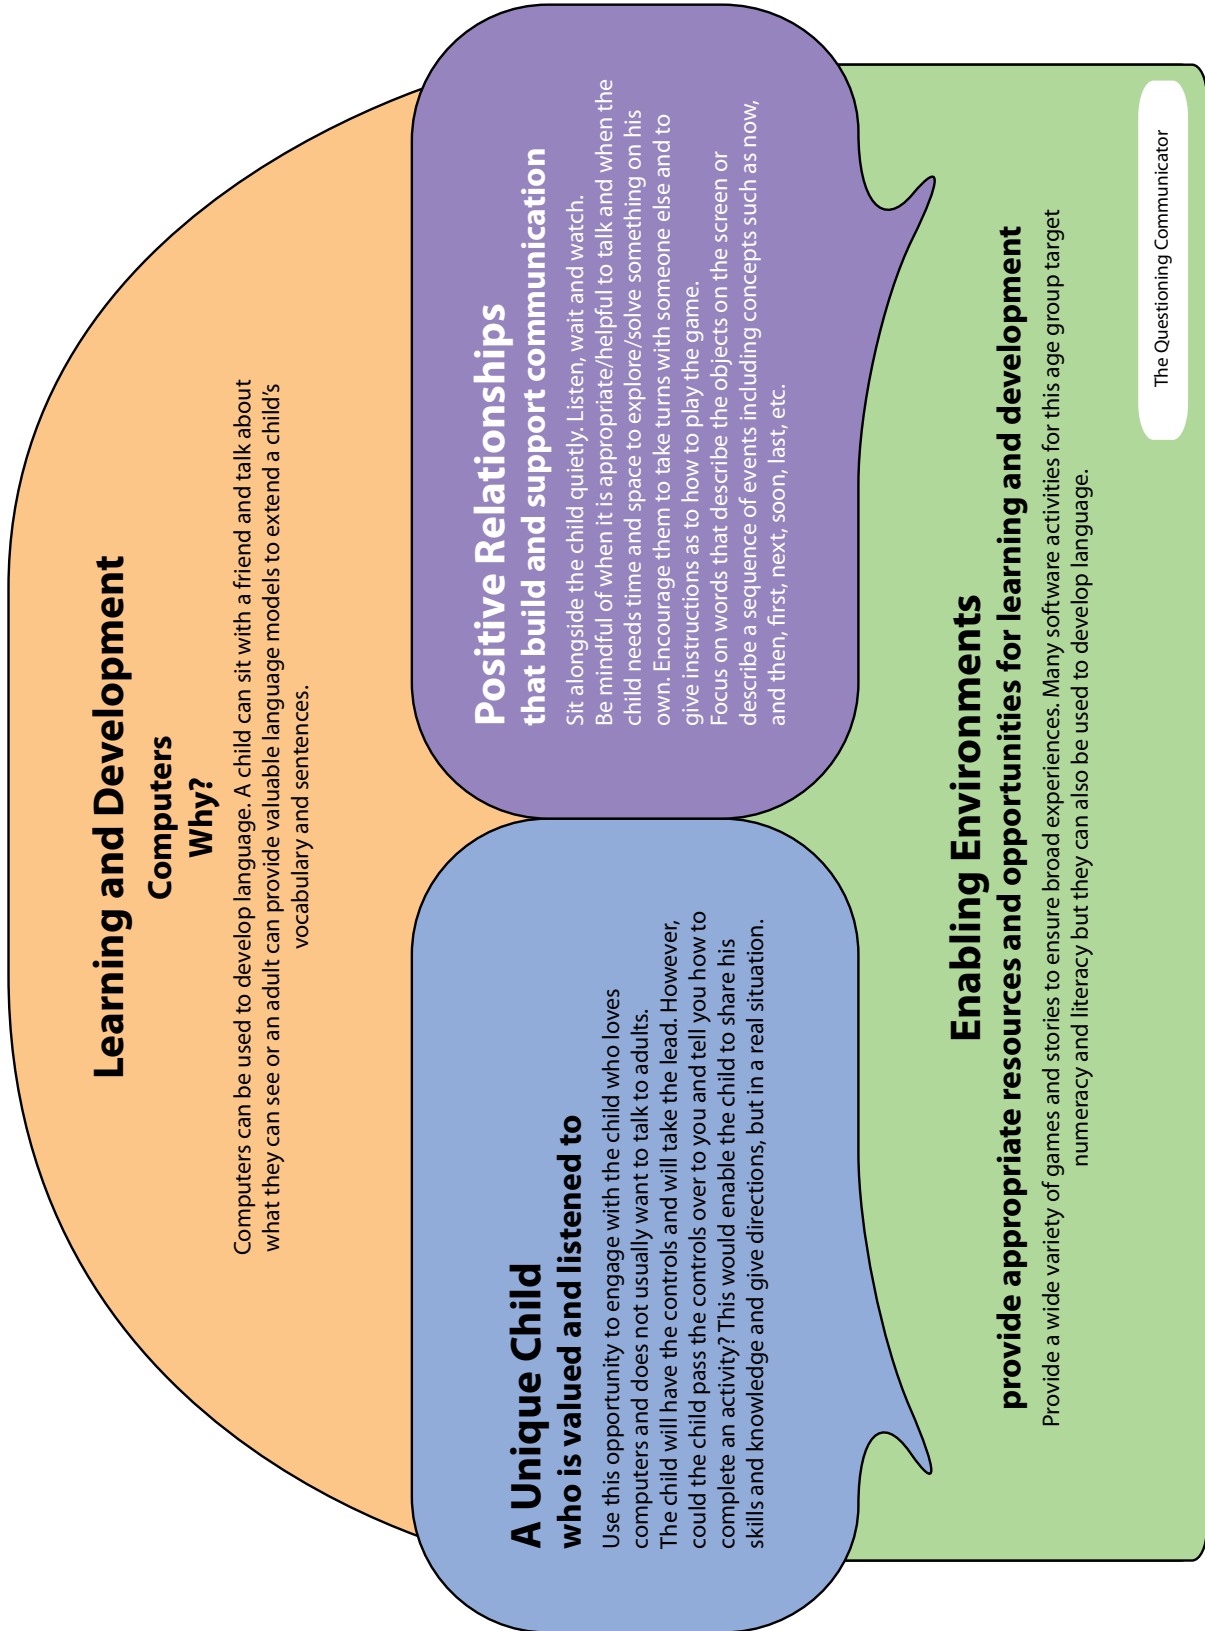 Learning and Development
Computers
Why?
Computers can be used to develop language. A child can sit with a friend and talk about
what they can see or an adult can provide valuable language models to extend a child's
vocabulary and sentences.
A Unique Child
who is valued and listened to
Use this opportunity to engage with the child who loves
computers and does not usually want to talk to adults.
The child will have the controls and will take the lead. However,
could the child pass the controls over to you and tell you how to
complete an activity? This would enable the child to share his
skills and knowledge and give directions, but in a real situation.
Positive Relationships
that build and support communication
Sit alongside the child quietly. Listen, wait and watch.
Be mindful of when it is appropriate/helpful to talk and when the
child needs time and space to explore/solve something on his
own. Encourage them to take turns with someone else and to
give instructions as to how to play the game.
Focus on words that describe the objects on the screen or
describe a sequence of events including concepts such as now,
and then, first, next, soon, last, etc.
Enabling Environments
provide appropriate resources and opportunities for learning and development
Provide a wide variety of games and stories to ensure broad experiences. Many software activities for this age group target
numeracy and literacy but they can also be used to develop language.
The Questioning Communicator